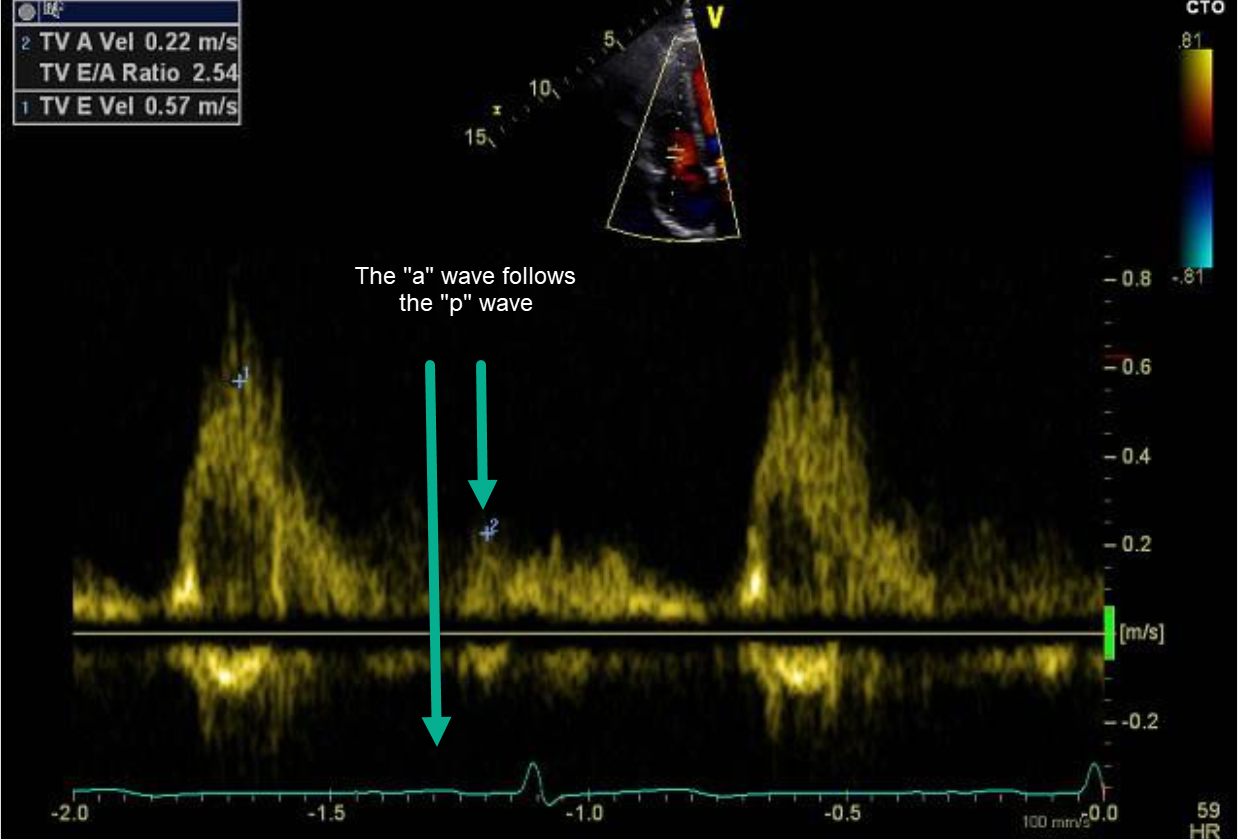 2 TV A Vel 0.22 m/s
TV E/A Ratio 2.54
1 TV E Vel 0.57 m/s
V
5
10
15
CTO
.81
-.81
The "a" wave follows
the "p" wave
1
2
0.8
0.6
0.4
0.2
[m/s]
-0.2
-2.0
-1.5
-1.0
-0.5
-0.0
100 mm/s
59
HR